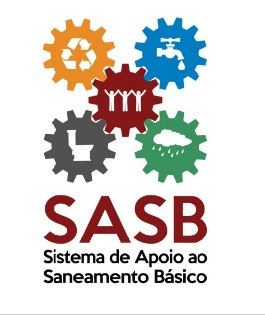 SASB
Sistema de Apoio ao
Saneamento Básico